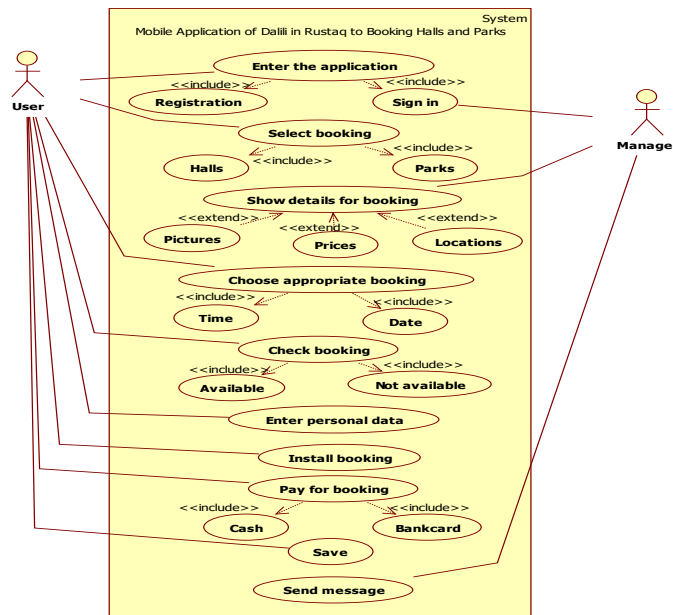 System
Mobile Application of Dalili in Rustaq to Booking Halls and Parks
Enter the application
<<include>> <<include>>
Registration Sign in
User
Manage
Select booking
Halls <<include>> <<include>> Parks
Show details for booking
<<extend>> <<extend>> <<extend>>
Pictures Prices Locations
Choose appropriate booking
<<include>> <<include>>
Time Date
Check booking
<<include>> <<include>>
Available Not available
Enter personal data
Install booking
Pay for booking
<<include>> <<include>>
Cash Bankcard
Save
Send message